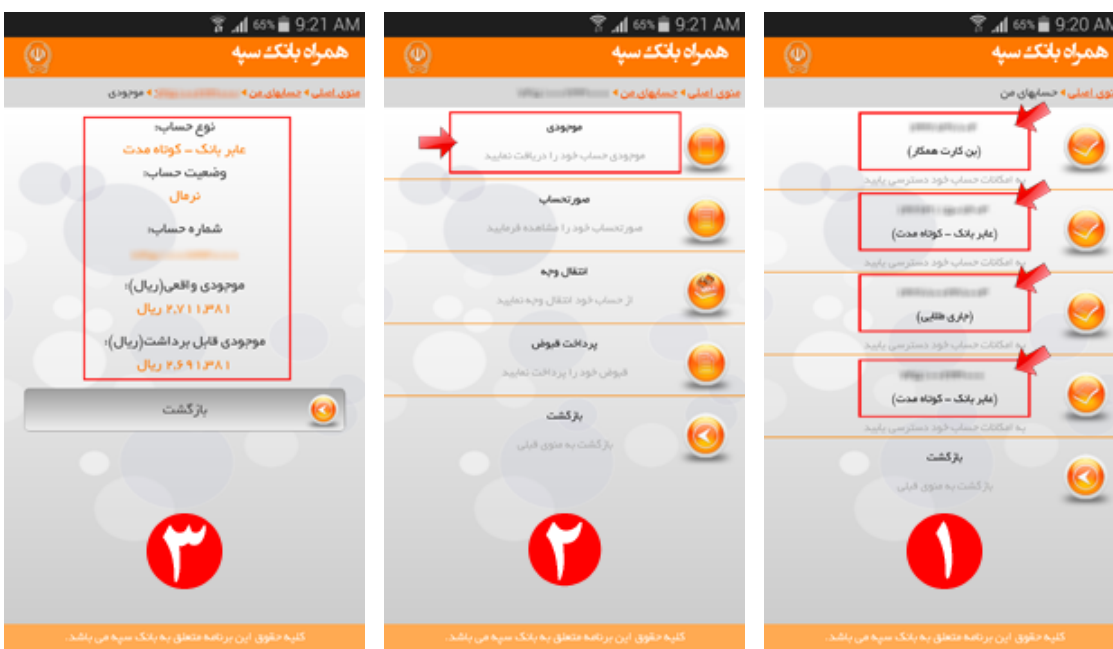 9:20 AM
همراه بانک سپه
منوی اصلی حسابهای من
(بن کارت همکار)
به امکانات حساب خود دسترسی یابید
(عابر بانک – کوتاه مدت)
به امکانات حساب خود دسترسی یابید
(جاری طلایی)
به امکانات حساب خود دسترسی یابید
(عابر بانک – کوتاه مدت)
به امکانات حساب خود دسترسی یابید
بازگشت
بازگشت به منوی قبلی
۱
کلیه حقوق این برنامه متعلق به بانک سپه می باشد.
65% 9:21 AM
همراه بانک سپه
منوی اصلی حسابهای من
موجودی
موجودی حساب خود را دریافت نمایید
صورتحساب
صورتحساب خود را مشاهده فرمایید
انتقال وجه
از حساب خود انتقال وجه نمایید
پرداخت قبوض
قبوض خود را پرداخت نمایید
بازگشت
بازگشت به منوی قبلی
۲
کلیه حقوق این برنامه متعلق به بانک سپه می باشد.
65% 9:21 AM
همراه بانک سپه
منوی اصلی حسابهای من موجودی
نوع حساب:
عابر بانک – کوتاه مدت
وضعیت حساب:
نرمال
شماره حساب:
موجودی واقعی(ریال):
۲,۷۱۱,۳۸۱ ریال
موجودی قابل برداشت(ریال):
۲,۶۹۱,۳۸۱ ریال
بازگشت
۳
کلیه حقوق این برنامه متعلق به بانک سپه می باشد.